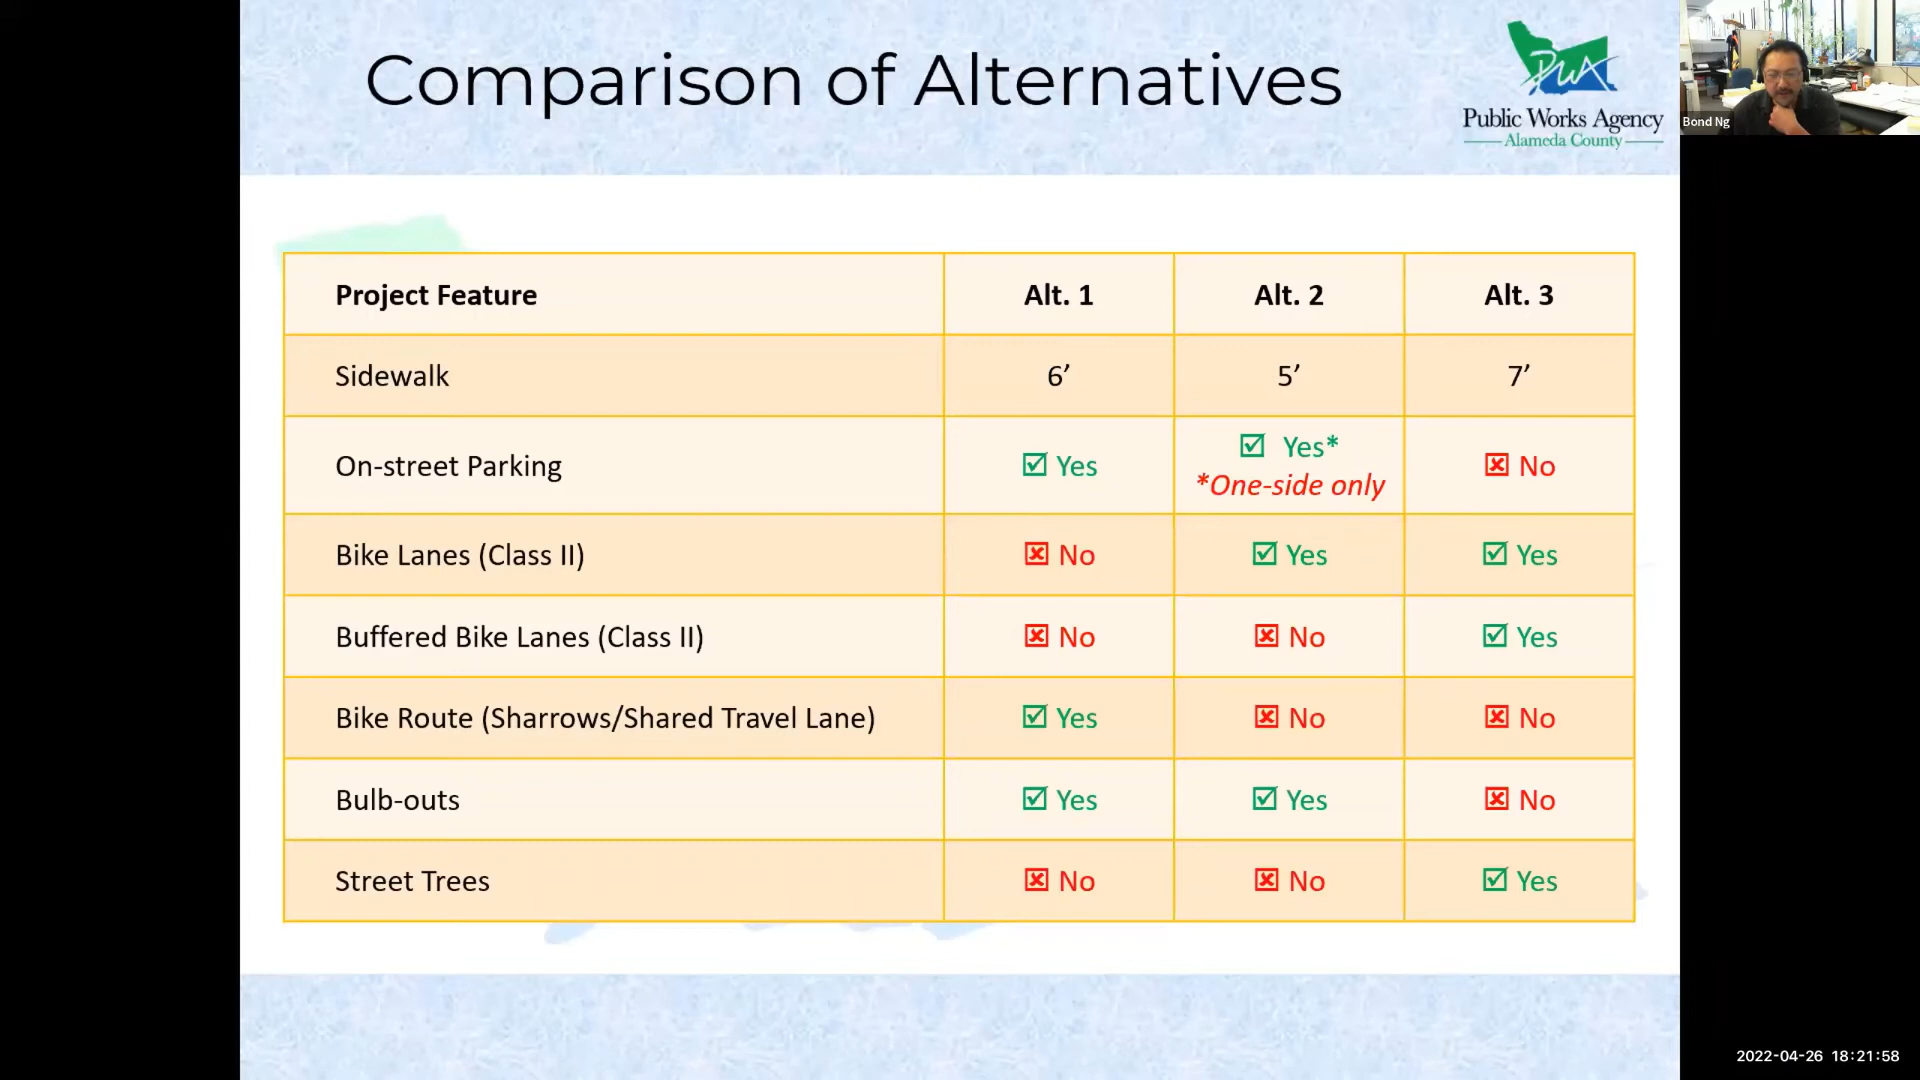 Comparison of Alternatives
PWA
Public Works Agency
Alameda County
Bond Ng
Project Feature Alt. 1 Alt. 2 Alt. 3
Sidewalk 6’ 5’ 7’
On-street Parking ☑ Yes ☑ Yes* ☒ No
*One-side only
Bike Lanes (Class II) ☒ No ☑ Yes ☑ Yes
Buffered Bike Lanes (Class II) ☒ No ☒ No ☑ Yes
Bike Route (Sharrows/Shared Travel Lane) ☑ Yes ☒ No ☒ No
Bulb-outs ☑ Yes ☑ Yes ☒ No
Street Trees ☒ No ☒ No ☑ Yes
2022-04-26 18:21:58